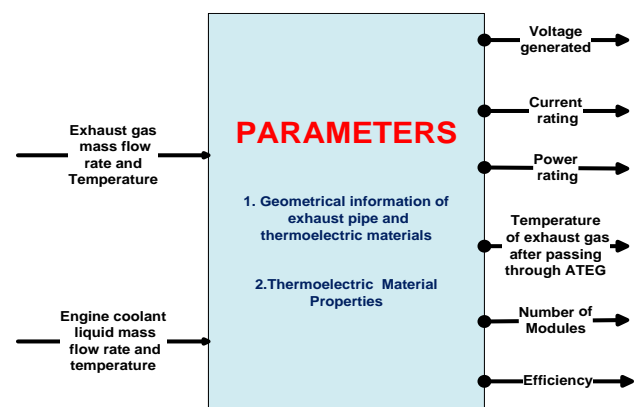 Exhaust gas
mass flow
rate and
Temperature
Engine coolant
liquid mass
flow rate and
temperature
PARAMETERS
1. Geometrical information of
exhaust pipe and
thermoelectric materials
2.Thermoelectric Material
Properties
Voltage
generated
Current
rating
Power
rating
Temperature
of exhaust gas
after passing
through ATEG
Number of
Modules
Efficiency